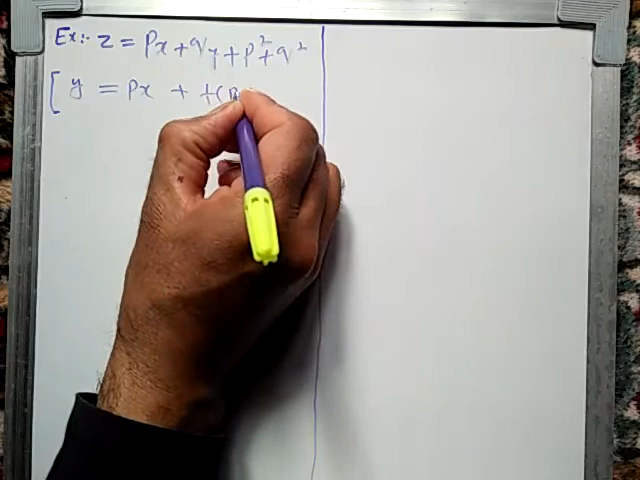 Ex:- z = px + qy + p² + q²
[ y = px + f(p